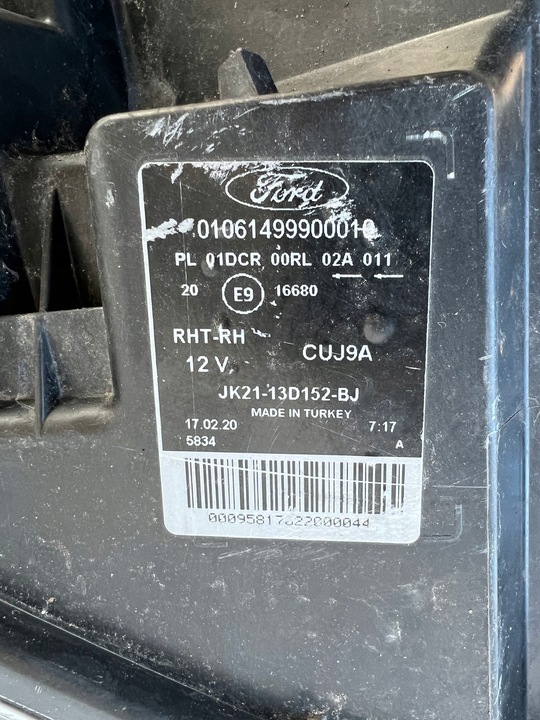 Ford
01061499900010
PL 01DCR 00RL 02A 011
20 E9 16680
RHT-RH
12 V. CUJ9A
JK21-13D152-BJ
MADE IN TURKEY
17.02.20 7:17
5834 A